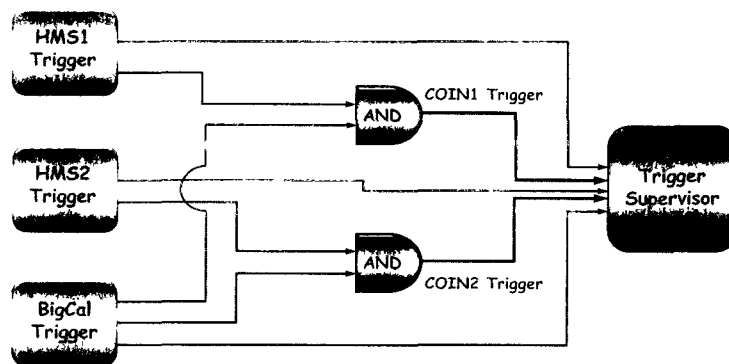 HMS1
Trigger
COIN1 Trigger
AND
HMS2
Trigger
Trigger
Supervisor
AND
COIN2 Trigger
BigCal
Trigger